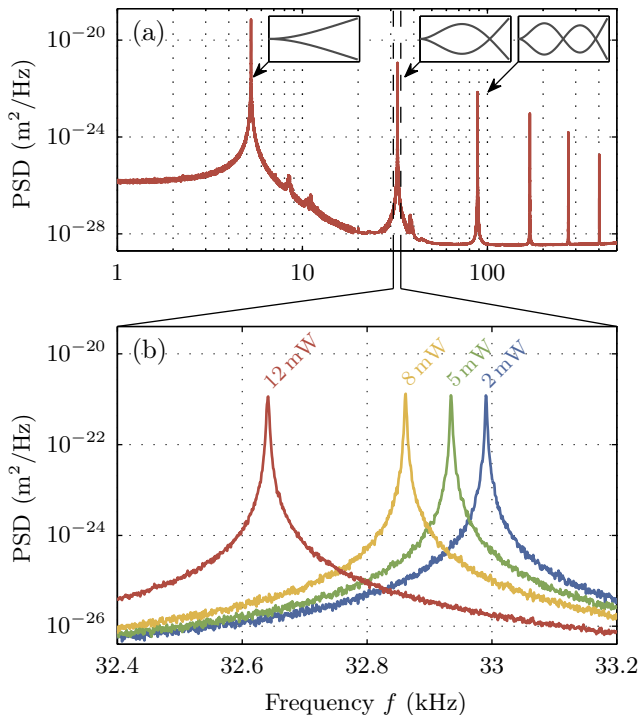 (a)
PSD (m²/Hz)
10⁻²⁰
10⁻²⁴
10⁻²⁸
1 10 100
(b)
12 mW 8 mW 5 mW 2 mW
PSD (m²/Hz)
10⁻²⁰
10⁻²²
10⁻²⁴
10⁻²⁶
32.4 32.6 32.8 33 33.2
Frequency f (kHz)